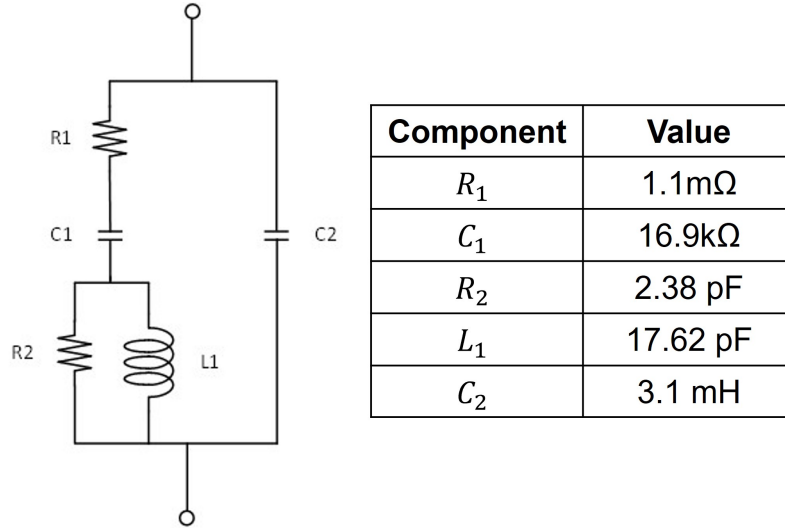 R1
C1
C2
R2
L1
Component Value
R₁ 1.1mΩ
C₁ 16.9kΩ
R₂ 2.38 pF
L₁ 17.62 pF
C₂ 3.1 mH